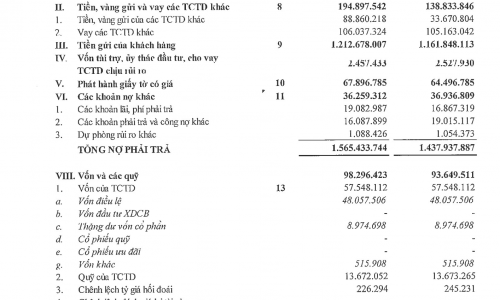 II. Tiền, vàng gửi và vay các TCTD khác 8 194.897.542 138.833.846
1. Tiền, vàng gửi của các TCTD khác 88.860.218 33.670.804
2. Vay các TCTD khác 106.037.324 105.163.042
III. Tiền gửi của khách hàng 9 1.212.678.007 1.161.848.113
IV. Vốn tài trợ, ủy thác đầu tư, cho vay
TCTD chịu rủi ro 2.457.433 2.527.930
V. Phát hành giấy tờ có giá 10 67.896.785 64.496.785
VI. Các khoản nợ khác 11 36.259.312 36.936.809
1. Các khoản lãi, phí phải trả 19.082.987 16.867.319
2. Các khoản phải trả và công nợ khác 16.087.899 19.015.117
3. Dự phòng rủi ro khác 1.088.426 1.054.373
TỔNG NỢ PHẢI TRẢ 1.565.433.744 1.437.937.887
VIII. Vốn và các quỹ 98.296.423 93.649.511
1. Vốn của TCTD 13 57.548.112 57.548.112
a. Vốn điều lệ 48.057.506 48.057.506
b. Vốn đầu tư XDCB
c. Thặng dư vốn cổ phần 8.974.698 8.974.698
d. Cổ phiếu quỹ - -
e. Cổ phiếu ưu đãi - -
g. Vốn khác 515.908 515.908
2. Quỹ của TCTD 13.672.052 13.673.265
3. Chênh lệch tỷ giá hối đoái 226.294 245.231